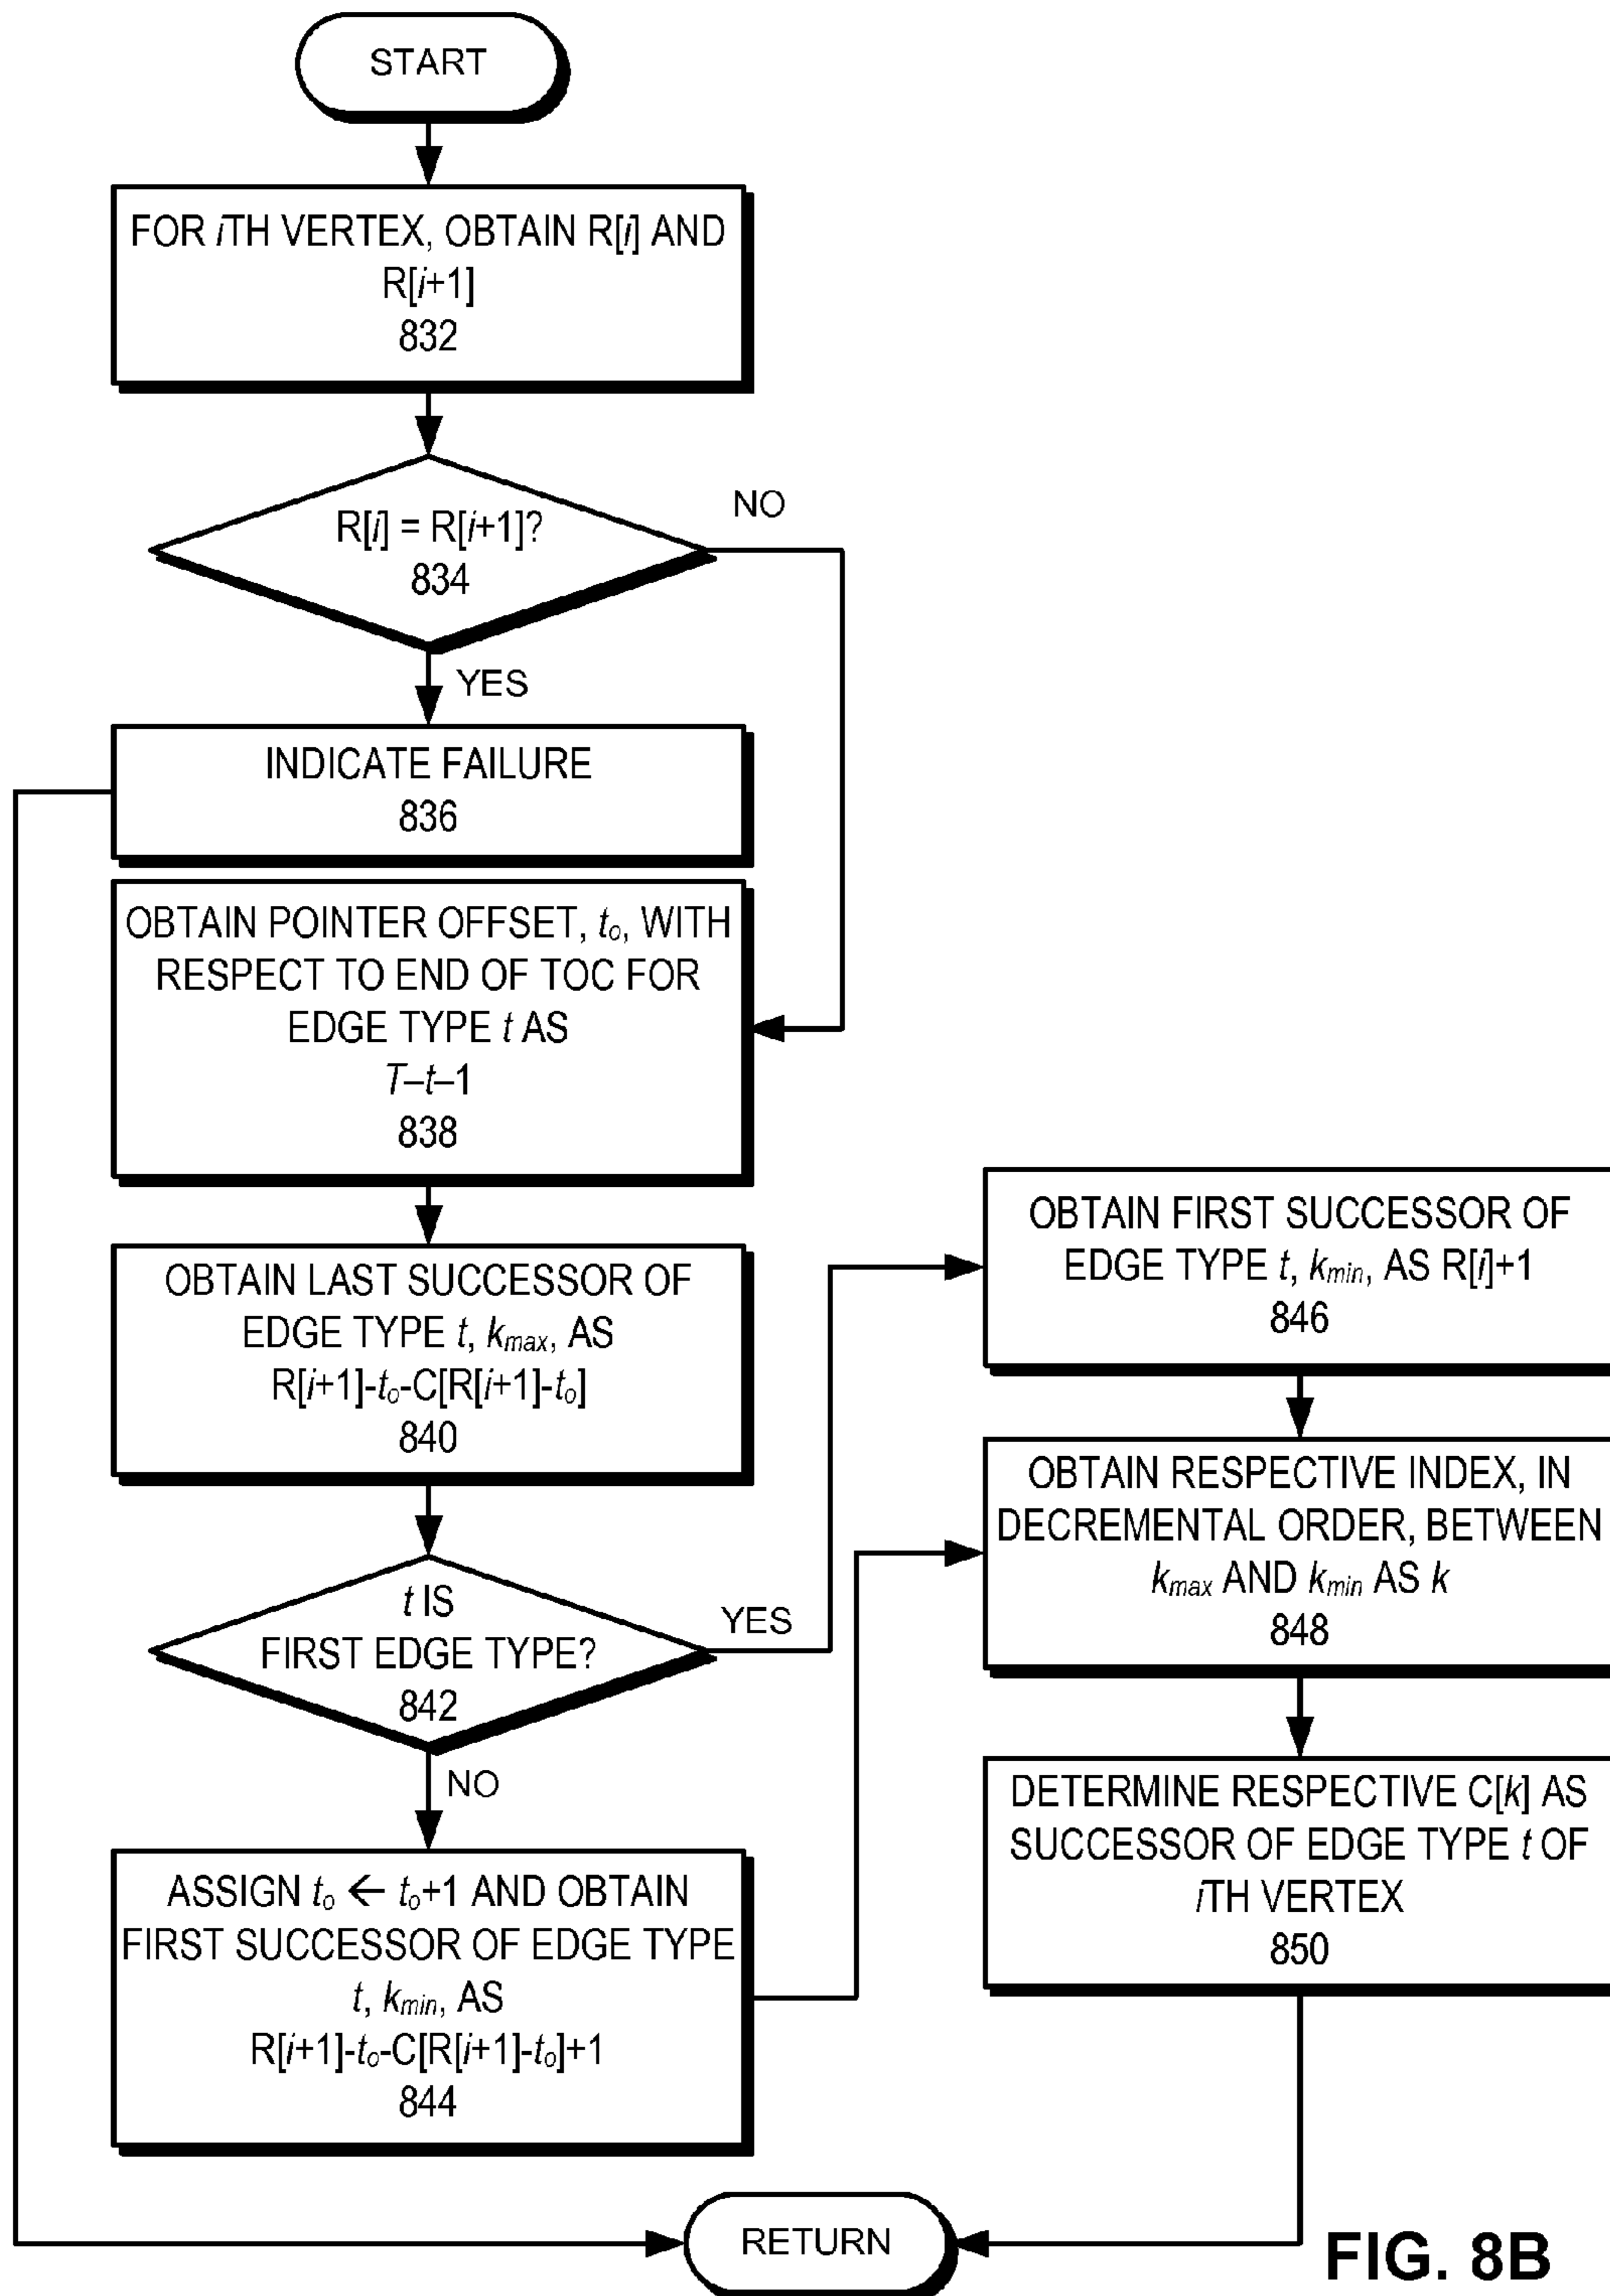 START
FOR iTH VERTEX, OBTAIN R[i] AND
R[i+1]
832
R[i] = R[i+1]?
834
NO
YES
INDICATE FAILURE
836
OBTAIN POINTER OFFSET, to, WITH
RESPECT TO END OF TOC FOR
EDGE TYPE t AS
T–t–1
838
OBTAIN LAST SUCCESSOR OF
EDGE TYPE t, kmax, AS
R[i+1]-to-C[R[i+1]-to]
840
t IS
FIRST EDGE TYPE?
842
YES
NO
ASSIGN to ← to+1 AND OBTAIN
FIRST SUCCESSOR OF EDGE TYPE
t, kmin, AS
R[i+1]-to-C[R[i+1]-to]+1
844
OBTAIN FIRST SUCCESSOR OF
EDGE TYPE t, kmin, AS R[i]+1
846
OBTAIN RESPECTIVE INDEX, IN
DECREMENTAL ORDER, BETWEEN
kmax AND kmin AS k
848
DETERMINE RESPECTIVE C[k] AS
SUCCESSOR OF EDGE TYPE t OF
iTH VERTEX
850
RETURN
FIG. 8B